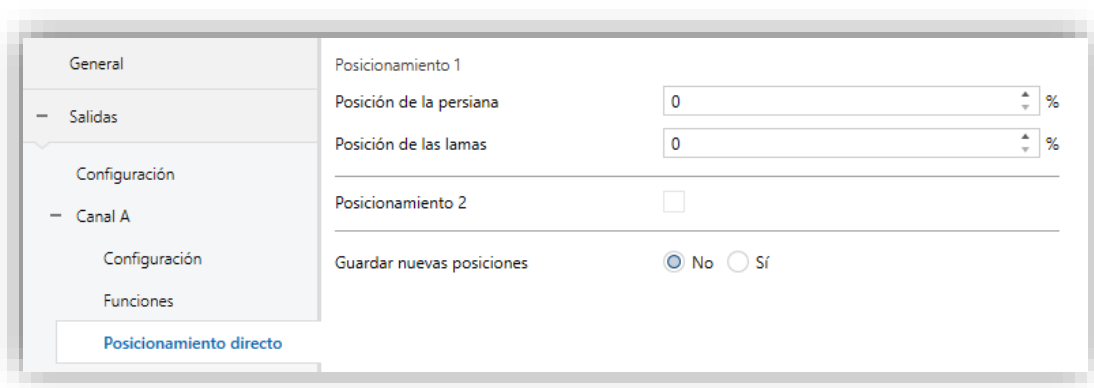 General
− Salidas
Configuración
− Canal A
Configuración
Funciones
Posicionamiento directo
Posicionamiento 1
Posición de la persiana 0 %
Posición de las lamas 0 %
Posicionamiento 2
Guardar nuevas posiciones No Sí